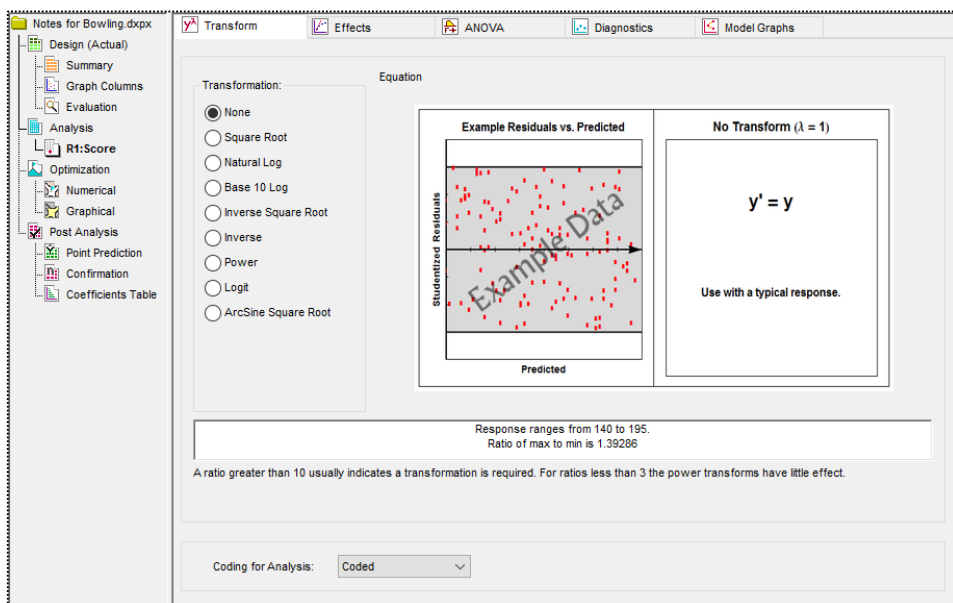 Notes for Bowling.dxpx
Design (Actual)
Summary
Graph Columns
Evaluation
Analysis
R1:Score
Optimization
Numerical
Graphical
Post Analysis
Point Prediction
Confirmation
Coefficients Table
Transform
Effects
ANOVA
Diagnostics
Model Graphs
Transformation:
None
Square Root
Natural Log
Base 10 Log
Inverse Square Root
Inverse
Power
Logit
ArcSine Square Root
Equation
Example Residuals vs. Predicted
Studentized Residuals
Example Data
Predicted
No Transform (λ = 1)
y' = y
Use with a typical response.
Response ranges from 140 to 195.
Ratio of max to min is 1.39286
A ratio greater than 10 usually indicates a transformation is required. For ratios less than 3 the power transforms have little effect.
Coding for Analysis:
Coded